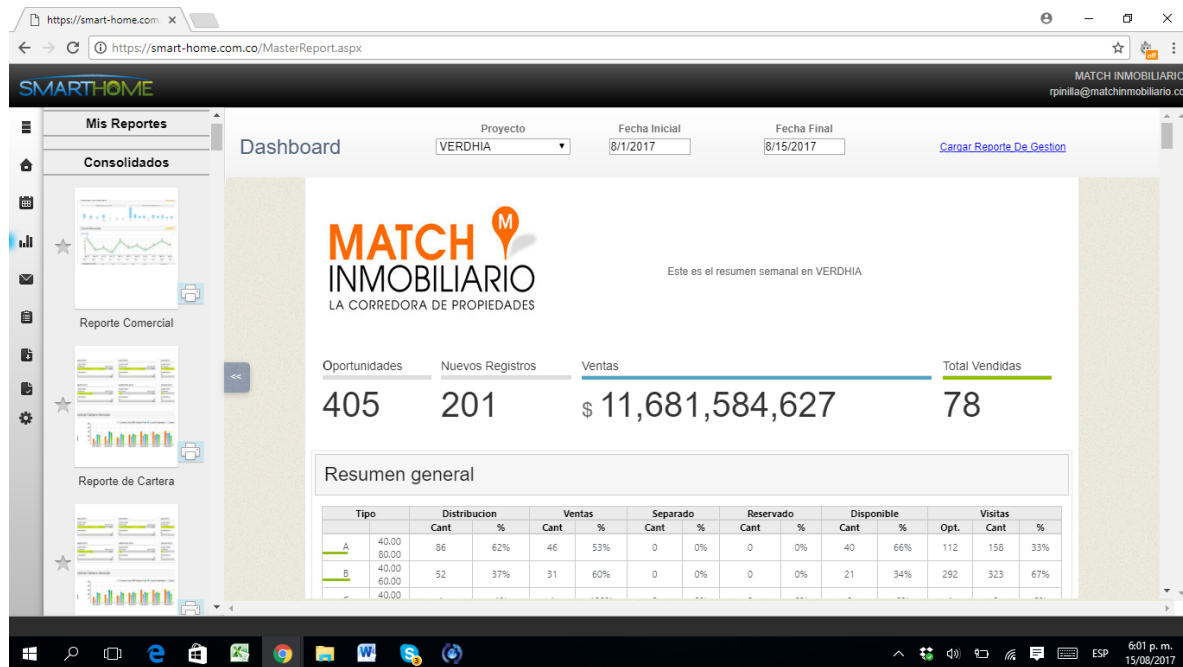 https://smart-home.com
https://smart-home.com.co/MasterReport.aspx
off
SMARTHOME
MATCH INMOBILIARIO
rpinilla@matchinmobiliario.co
Mis Reportes
Consolidados
Reporte Comercial
Reporte de Cartera
Dashboard
Proyecto
Fecha Inicial
Fecha Final
VERDHIA
8/1/2017
8/15/2017
Cargar Reporte De Gestion
<<
M
MATCH
INMOBILIARIO
LA CORREDORA DE PROPIEDADES
Este es el resumen semanal en VERDHIA
Oportunidades Nuevos Registros Ventas Total Vendidas
405 201 $ 11,681,584,627 78
Resumen general
Tipo Distribucion Ventas Separado Reservado Disponible Visitas
Cant % Cant % Cant % Cant % Cant % Opt. Cant %
A 40.00 80.00 86 62% 46 53% 0 0% 0 0% 40 66% 112 158 33%
B 40.00 60.00 52 37% 31 60% 0 0% 0 0% 21 34% 292 323 67%
40.00
ESP
6:01 p. m.
15/08/2017